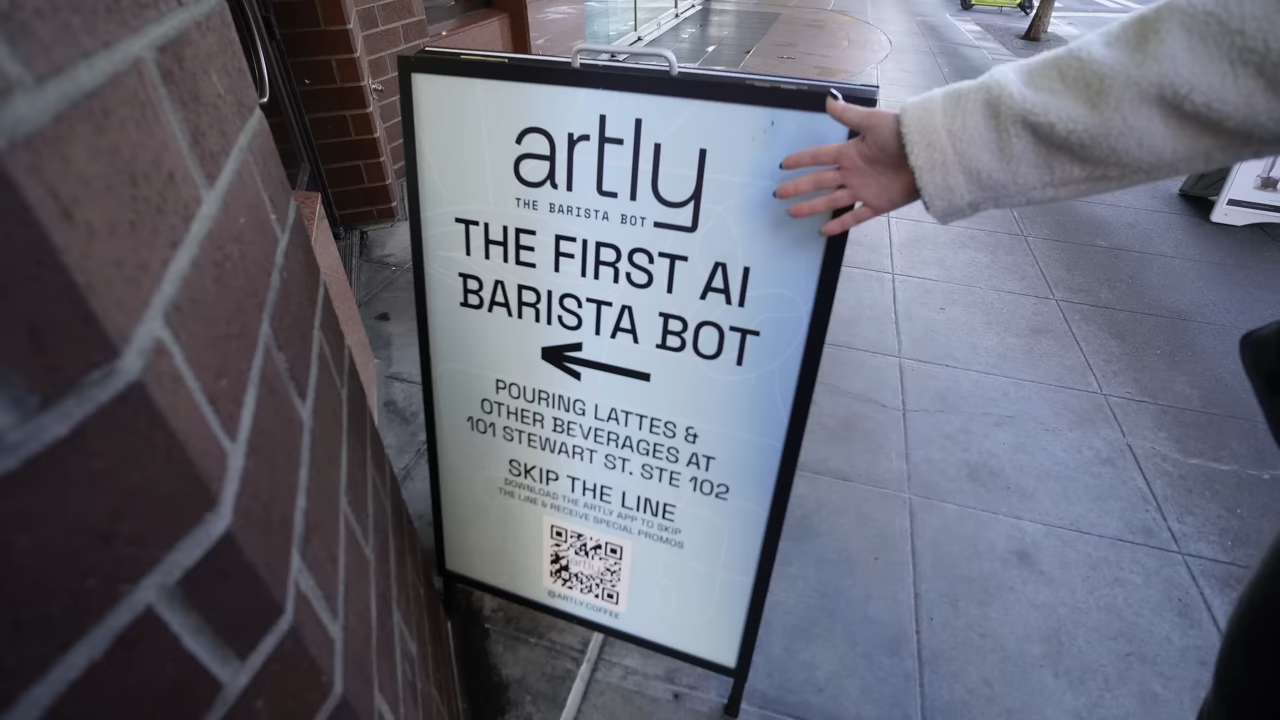 artly
THE BARISTA BOT
THE FIRST AI
BARISTA BOT
POURING LATTES &
OTHER BEVERAGES AT
101 STEWART ST. STE 102
SKIP THE LINE
DOWNLOAD THE ARTLY APP TO SKIP
THE LINE & RECEIVE SPECIAL PROMOS
artly
@ARTLY.COFFEE